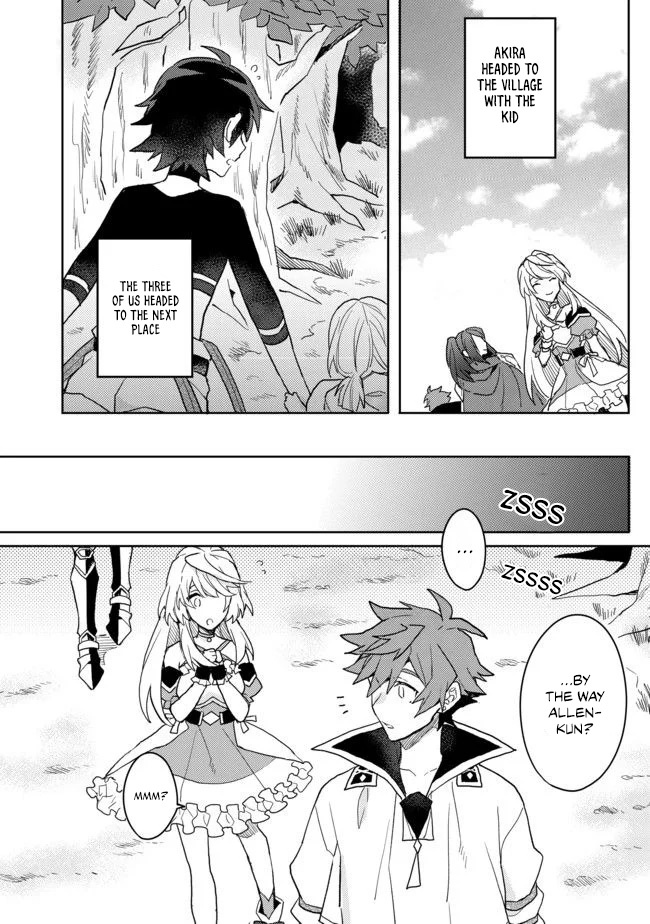 AKIRA
HEADED TO
THE VILLAGE
WITH THE
KID
THE THREE
OF US HEADED
TO THE NEXT
PLACE
ZSSS
...
ZSSSS
...BY
THE WAY
ALLEN-
KUN?
MMM?